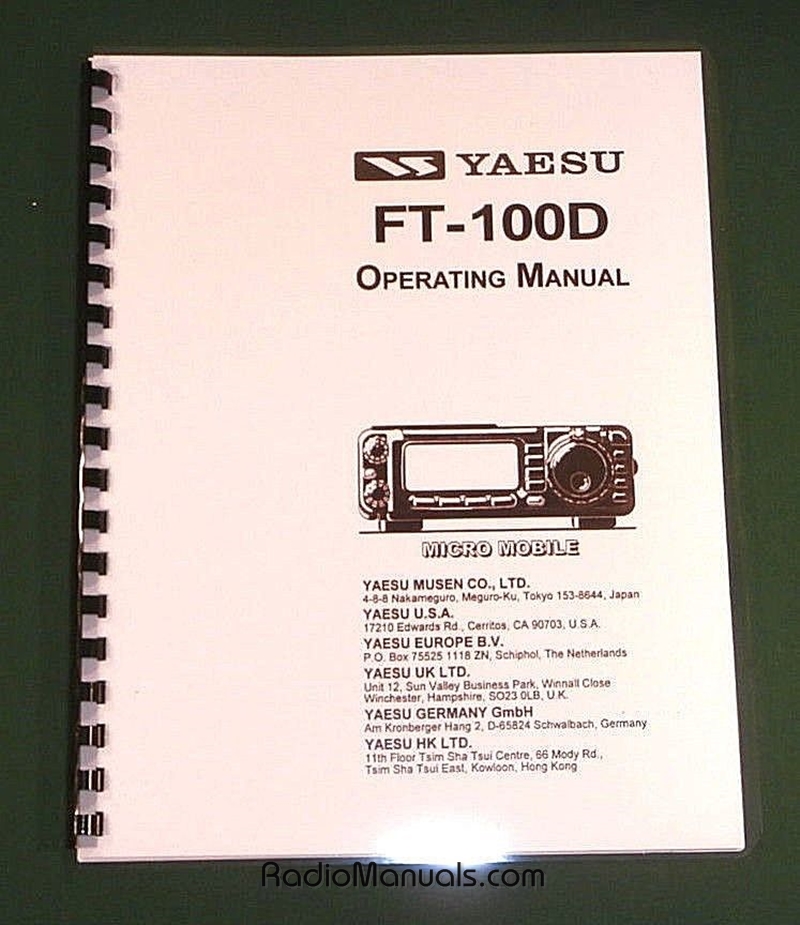 YAESU
FT-100D
OPERATING MANUAL
MICRO MOBILE
YAESU MUSEN CO., LTD.
4-8-8 Nakameguro, Meguro-Ku, Tokyo 153-8644, Japan
YAESU U.S.A.
17210 Edwards Rd., Cerritos, CA 90703, U.S.A.
YAESU EUROPE B.V.
P.O. Box 75525 1118 ZN, Schiphol, The Netherlands
YAESU UK LTD.
Unit 12, Sun Valley Business Park, Winnall Close
Winchester, Hampshire, SO23 0LB, U.K.
YAESU GERMANY GmbH
Am Kronberger Hang 2, D-65824 Schwalbach, Germany
YAESU HK LTD.
11th Floor Tsim Sha Tsui Centre, 66 Mody Rd.,
Tsim Sha Tsui East, Kowloon, Hong Kong
RadioManuals.com